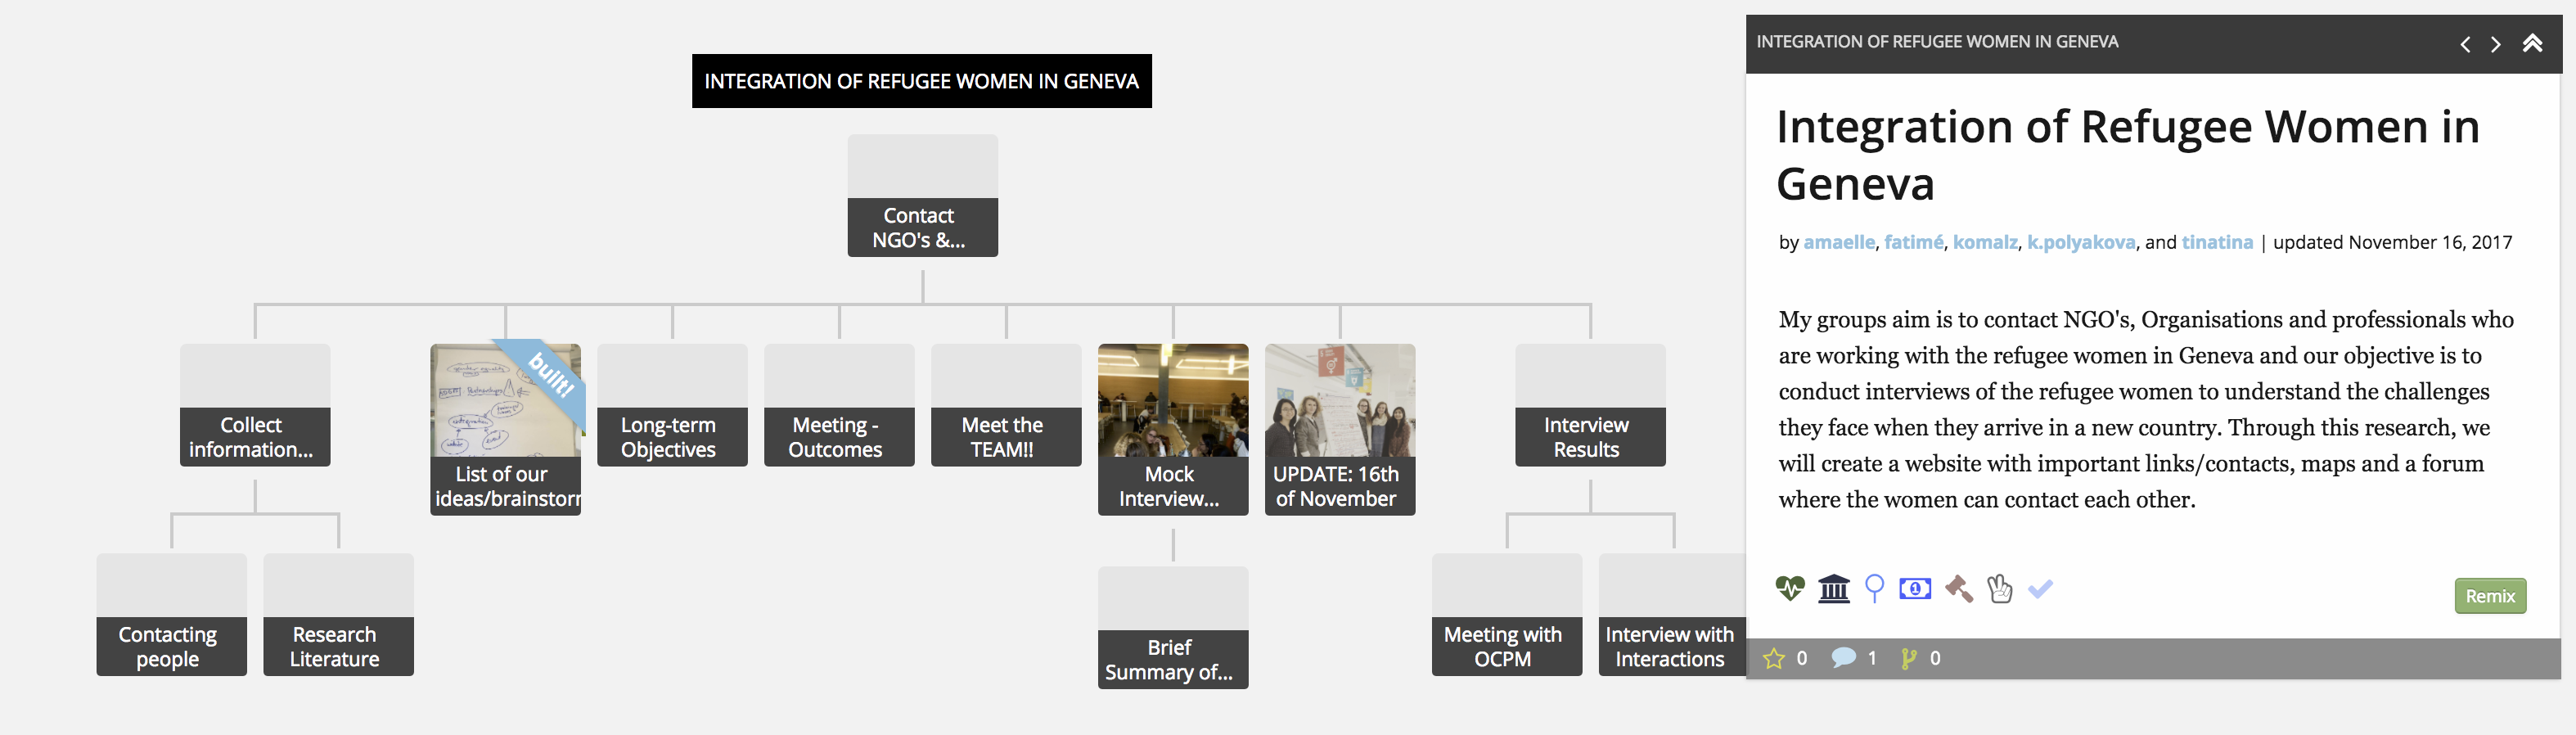 INTEGRATION OF REFUGEE WOMEN IN GENEVA
Contact
NGO's &...
Collect
information...
built!
List of our
ideas/brainstorr
Long-term
Objectives
Meeting -
Outcomes
Meet the
TEAM!!
Mock
Interview...
UPDATE: 16th
of November
Interview
Results
Contacting
people
Research
Literature
Brief
Summary of...
Meeting with
OCPM
Interview with
Interactions
INTEGRATION OF REFUGEE WOMEN IN GENEVA
Integration of Refugee Women in
Geneva
by amaelle, fatimé, komalz, k.polyakova, and tinatina | updated November 16, 2017
My groups aim is to contact NGO's, Organisations and professionals who
are working with the refugee women in Geneva and our objective is to
conduct interviews of the refugee women to understand the challenges
they face when they arrive in a new country. Through this research, we
will create a website with important links/contacts, maps and a forum
where the women can contact each other.
Remix
0 1 0